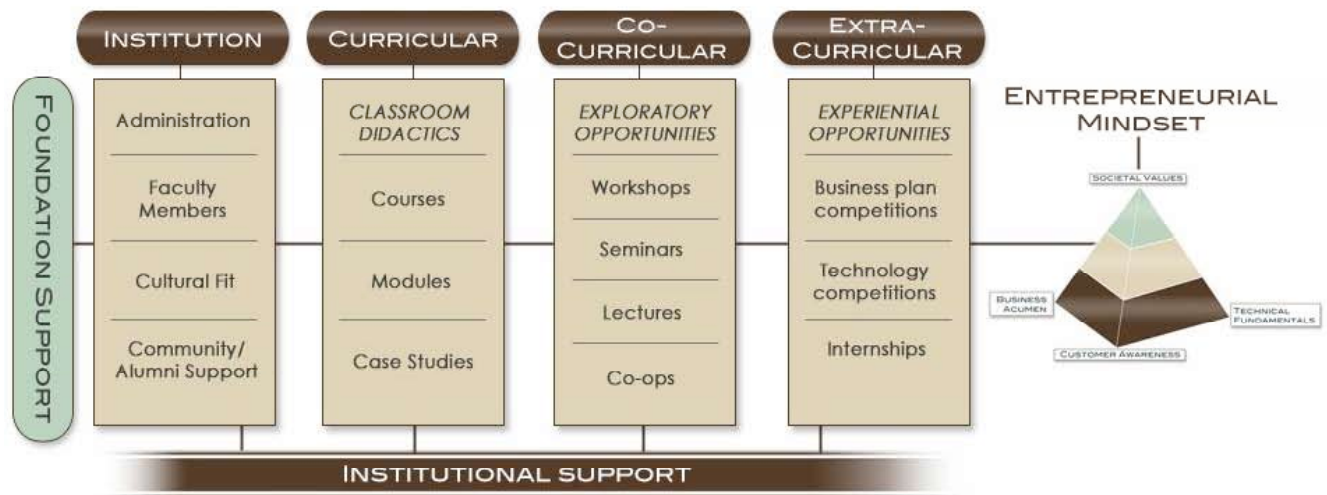 FOUNDATION SUPPORT
INSTITUTION
Administration
Faculty
Members
Cultural Fit
Community/
Alumni Support
CURRICULAR
CLASSROOM
DIDACTICS
Courses
Modules
Case Studies
CO-
CURRICULAR
EXPLORATORY
OPPORTUNITIES
Workshops
Seminars
Lectures
Co-ops
EXTRA-
CURRICULAR
EXPERIENTIAL
OPPORTUNITIES
Business plan
competitions
Technology
competitions
Internships
ENTREPRENEURIAL
MINDSET
SOCIETAL VALUES
BUSINESS
ACUMEN
TECHNICAL
FUNDAMENTALS
CUSTOMER AWARENESS
INSTITUTIONAL SUPPORT